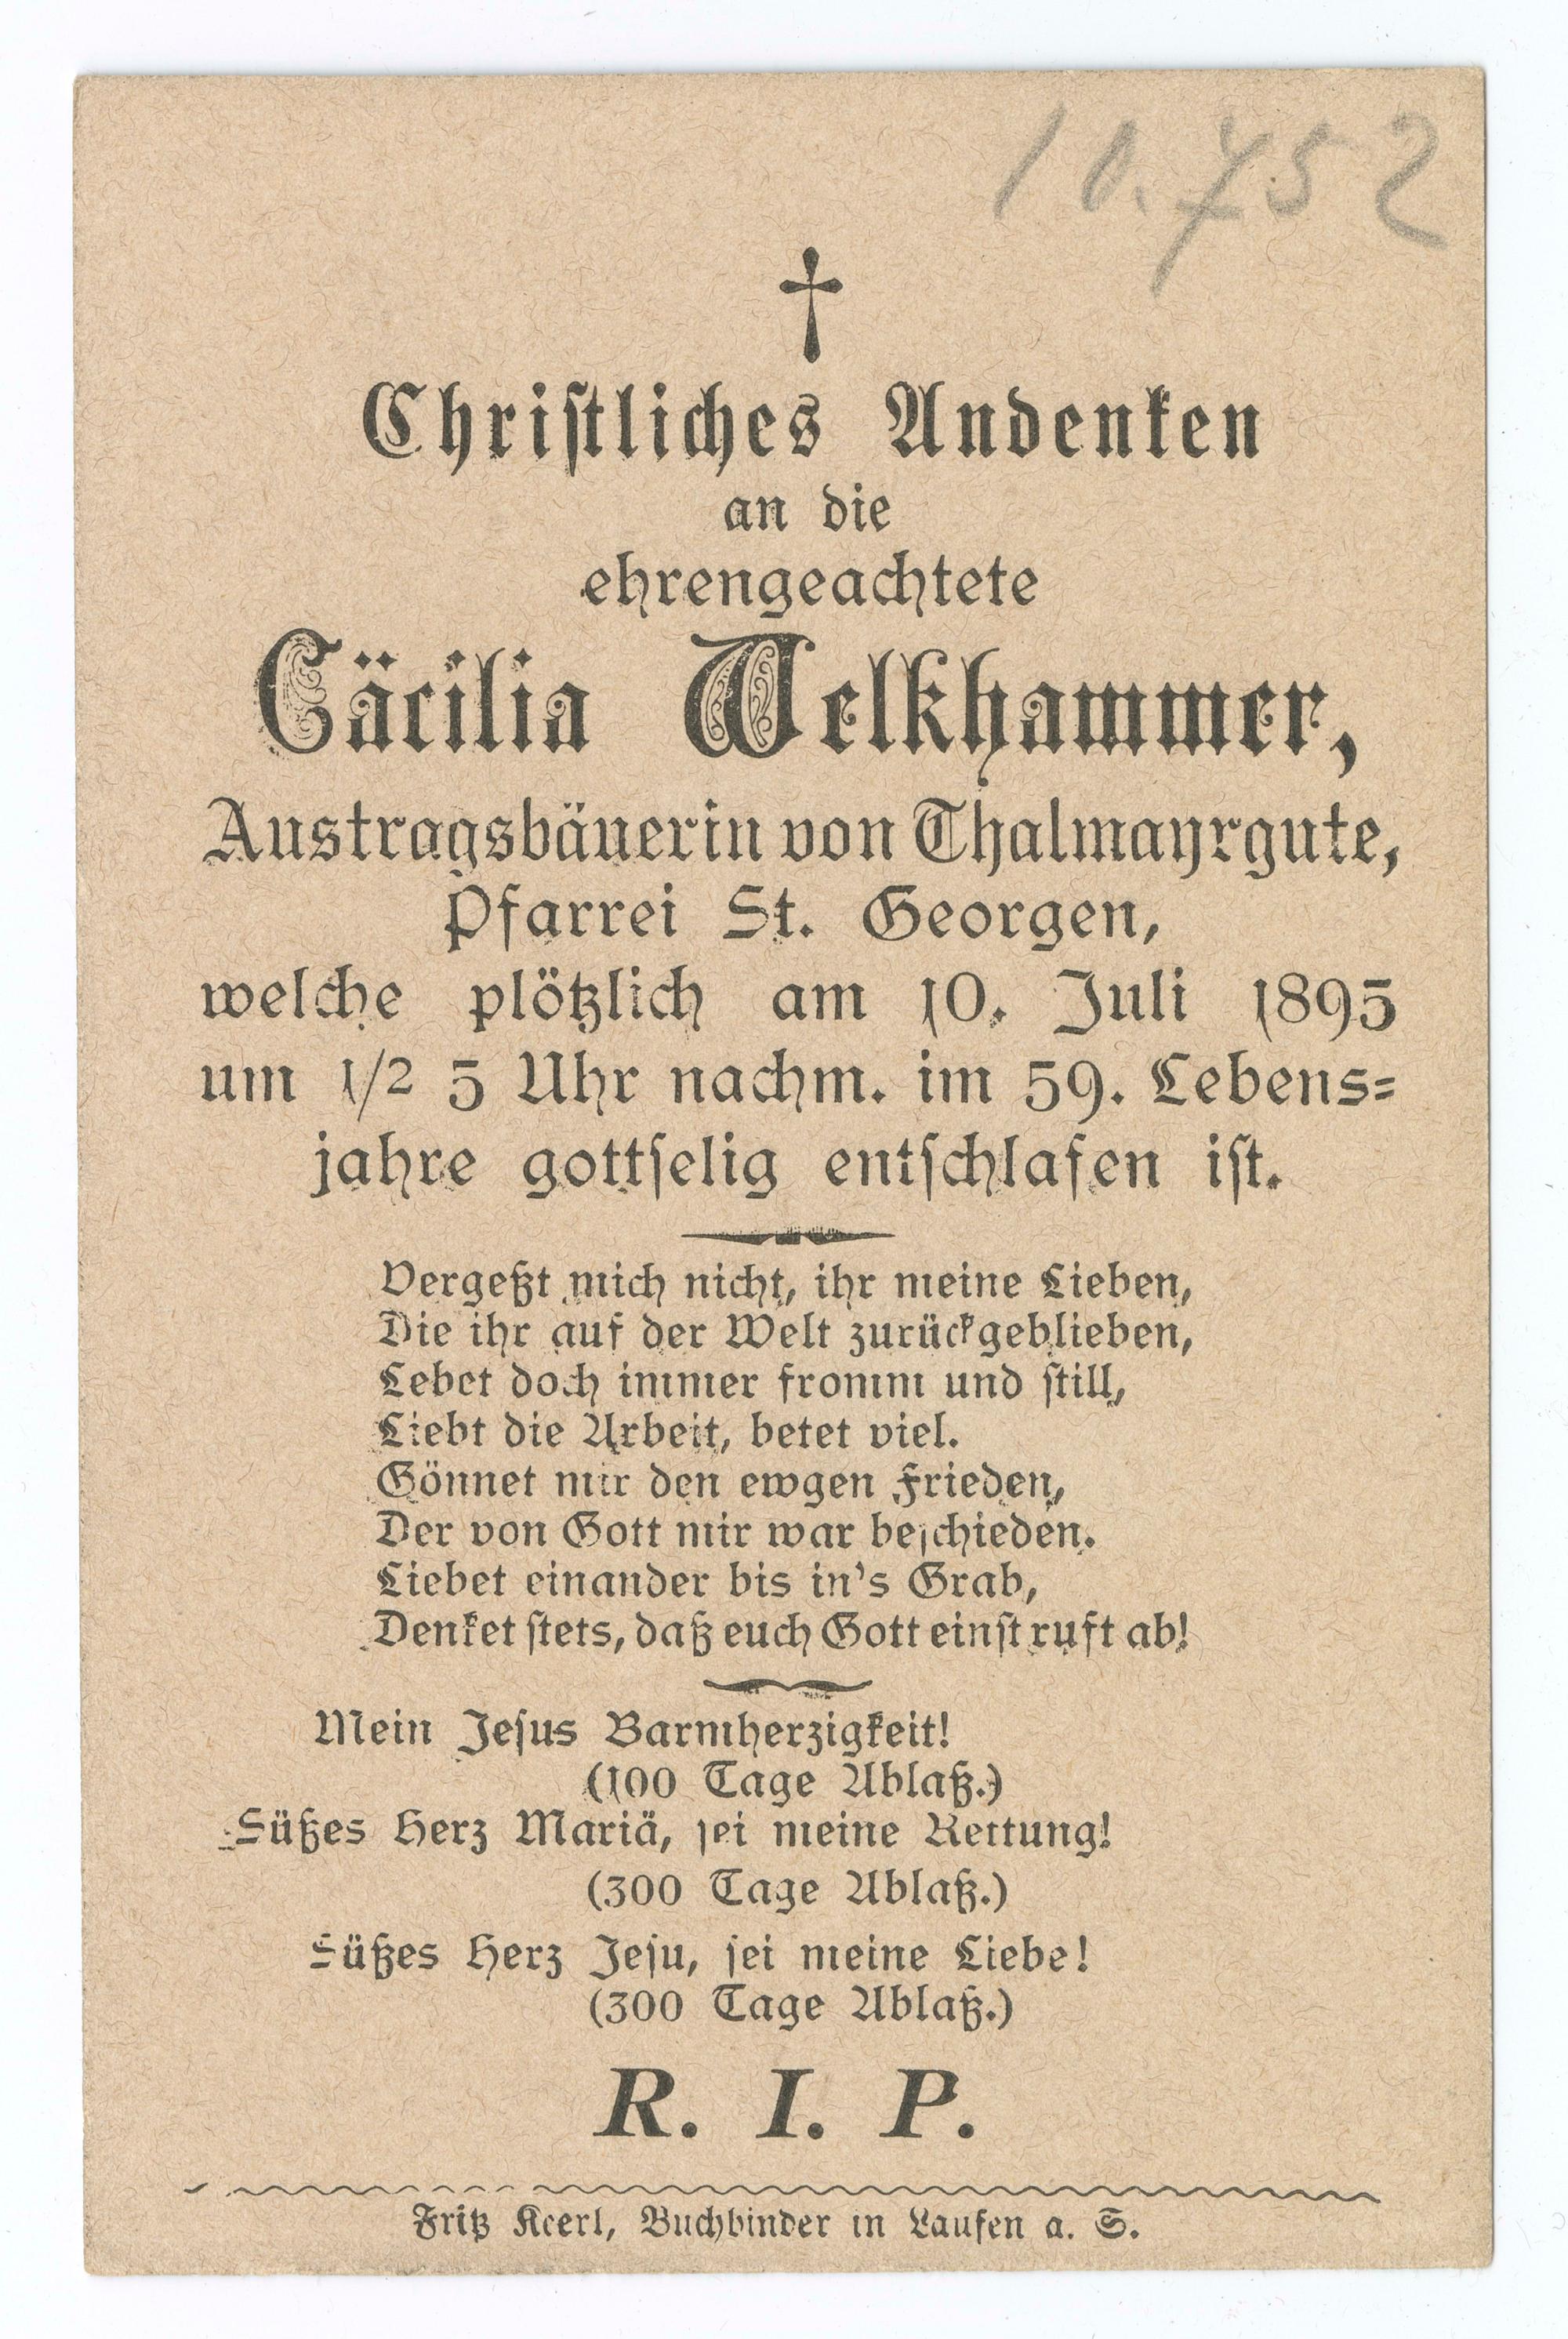 10.752
†
Christliches Andenken
an die
ehrengeachtete
Cäcilia Welkhammer,
Austragsbäuerin von Thalmayrgute,
Pfarrei St. Georgen,
welche plötzlich am 10. Juli 1895
um 1/2 5 Uhr nachm. im 59. Lebens=
jahre gottselig entschlafen ist.
Vergeßt mich nicht, ihr meine Lieben,
Die ihr auf der Welt zurückgeblieben,
Lebet doch immer fromm und still,
Liebt die Arbeit, betet viel.
Gönnet mir den ewgen Frieden,
Der von Gott mir war beschieden.
Liebet einander bis in's Grab,
Denket stets, daß euch Gott einst ruft ab!
Mein Jesus Barmherzigkeit!
(100 Tage Ablaß.)
Süßes Herz Mariä, sei meine Rettung!
(300 Tage Ablaß.)
Süßes Herz Jesu, sei meine Liebe!
(300 Tage Ablaß.)
R. I. P.
Fritz Keerl, Buchbinder in Laufen a. S.